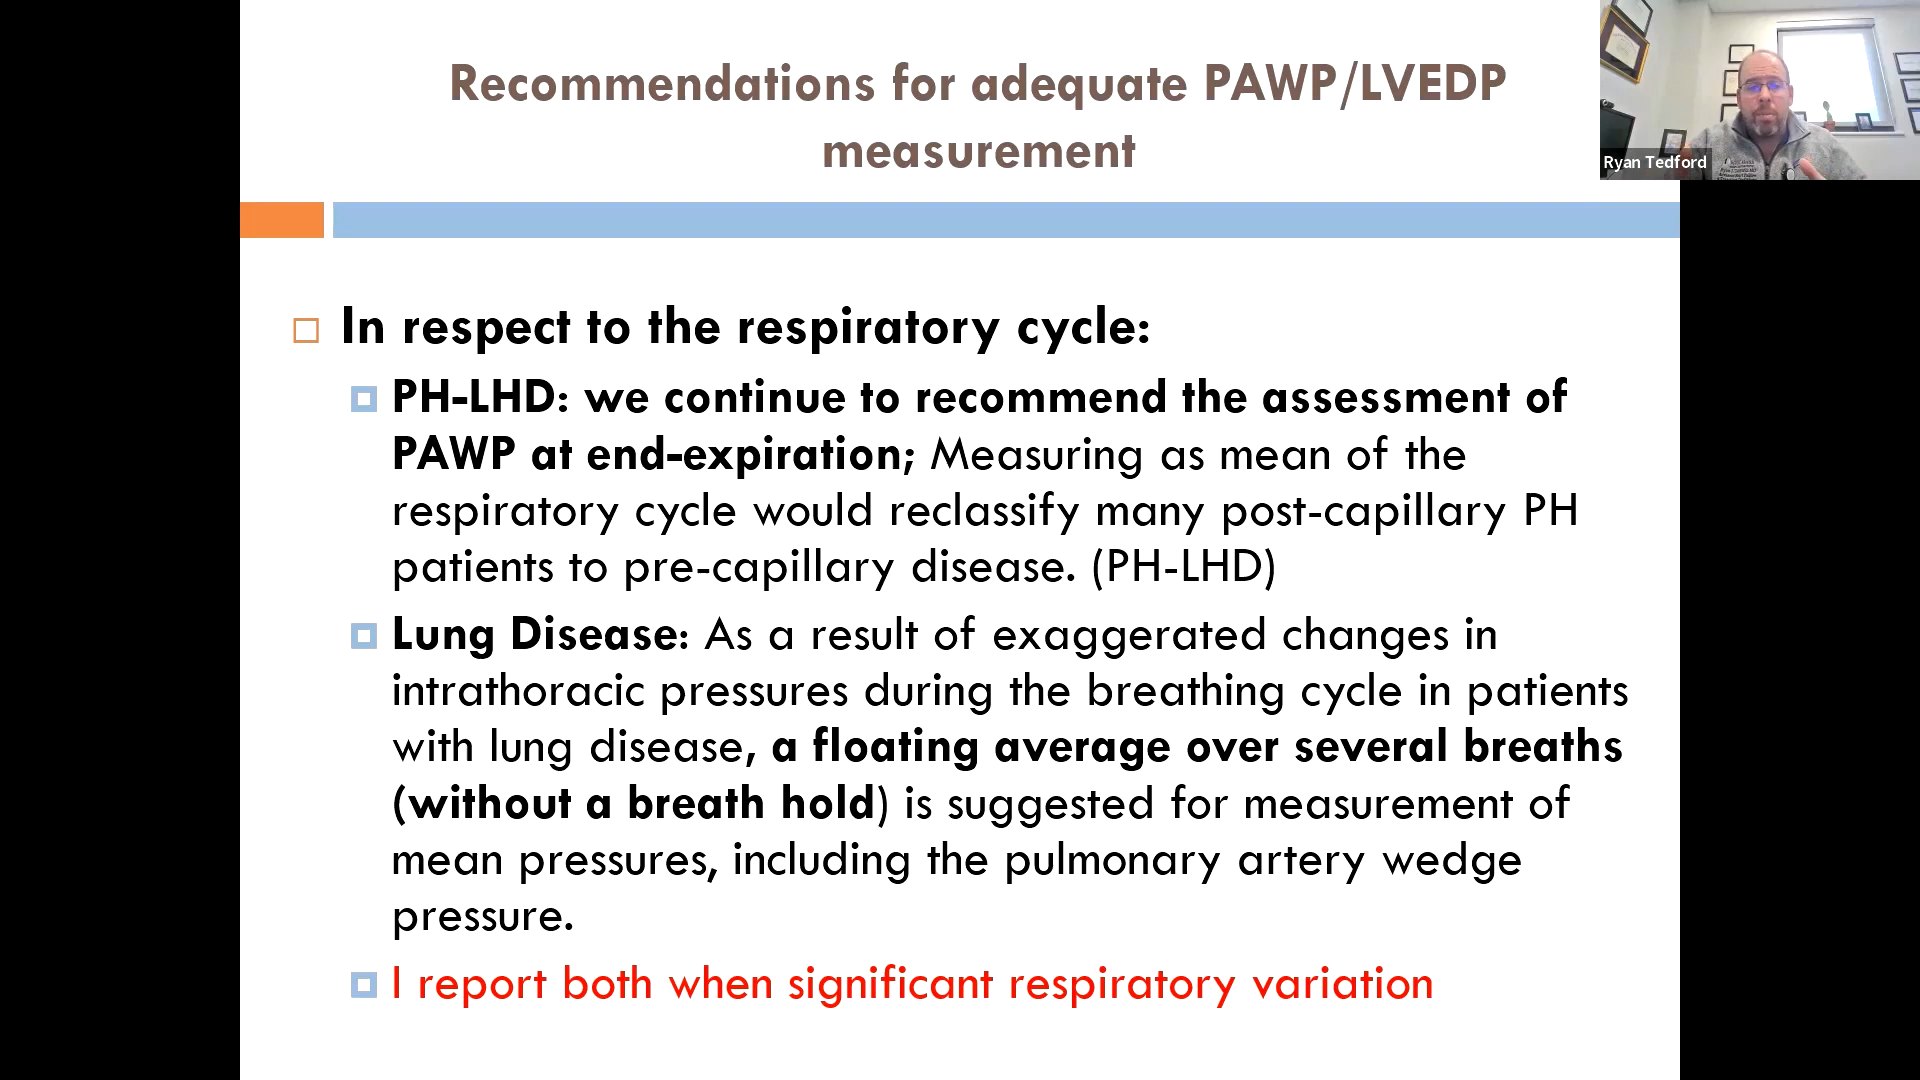 Recommendations for adequate PAWP/LVEDP
measurement
Ryan Tedford
In respect to the respiratory cycle:
PH-LHD: we continue to recommend the assessment of
PAWP at end-expiration; Measuring as mean of the
respiratory cycle would reclassify many post-capillary PH
patients to pre-capillary disease. (PH-LHD)
Lung Disease: As a result of exaggerated changes in
intrathoracic pressures during the breathing cycle in patients
with lung disease, a floating average over several breaths
(without a breath hold) is suggested for measurement of
mean pressures, including the pulmonary artery wedge
pressure.
I report both when significant respiratory variation